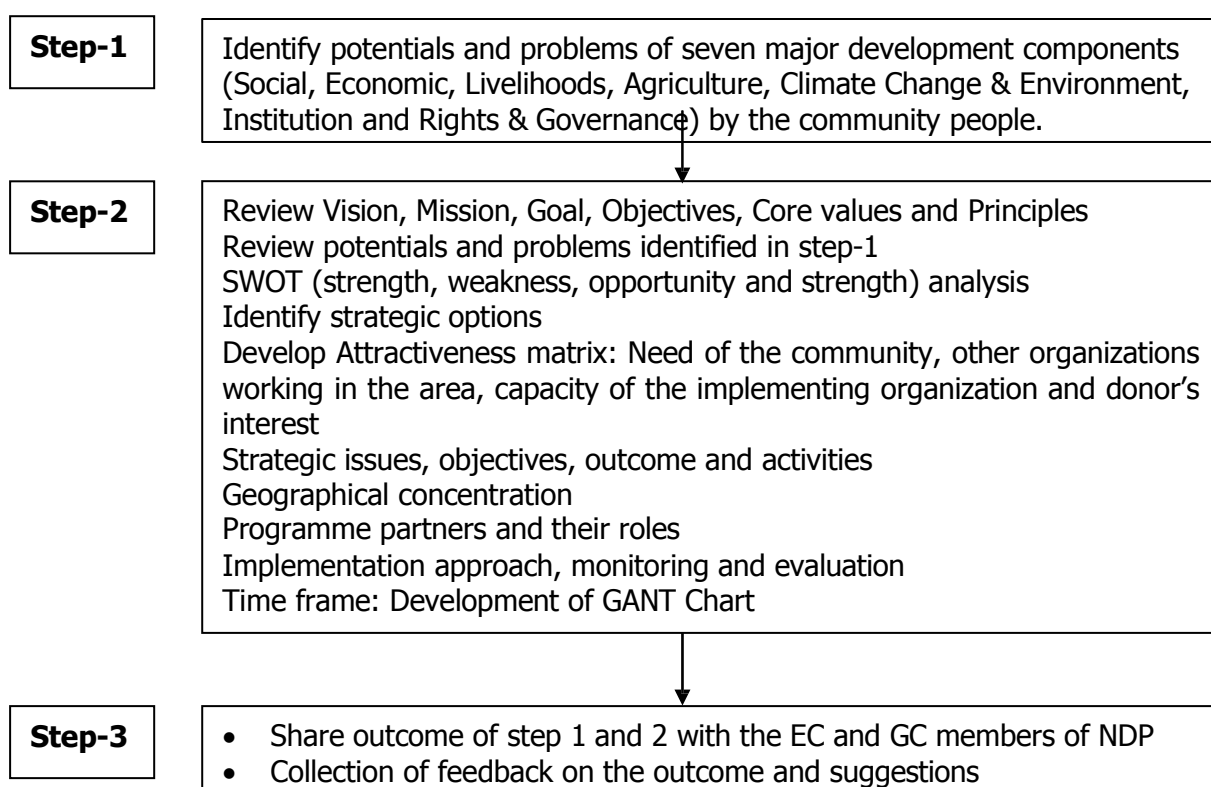 Step-1
Identify potentials and problems of seven major development components
(Social, Economic, Livelihoods, Agriculture, Climate Change & Environment,
Institution and Rights & Governance) by the community people.
Step-2
Review Vision, Mission, Goal, Objectives, Core values and Principles
Review potentials and problems identified in step-1
SWOT (strength, weakness, opportunity and strength) analysis
Identify strategic options
Develop Attractiveness matrix: Need of the community, other organizations
working in the area, capacity of the implementing organization and donor’s
interest
Strategic issues, objectives, outcome and activities
Geographical concentration
Programme partners and their roles
Implementation approach, monitoring and evaluation
Time frame: Development of GANT Chart
Step-3
• Share outcome of step 1 and 2 with the EC and GC members of NDP
• Collection of feedback on the outcome and suggestions